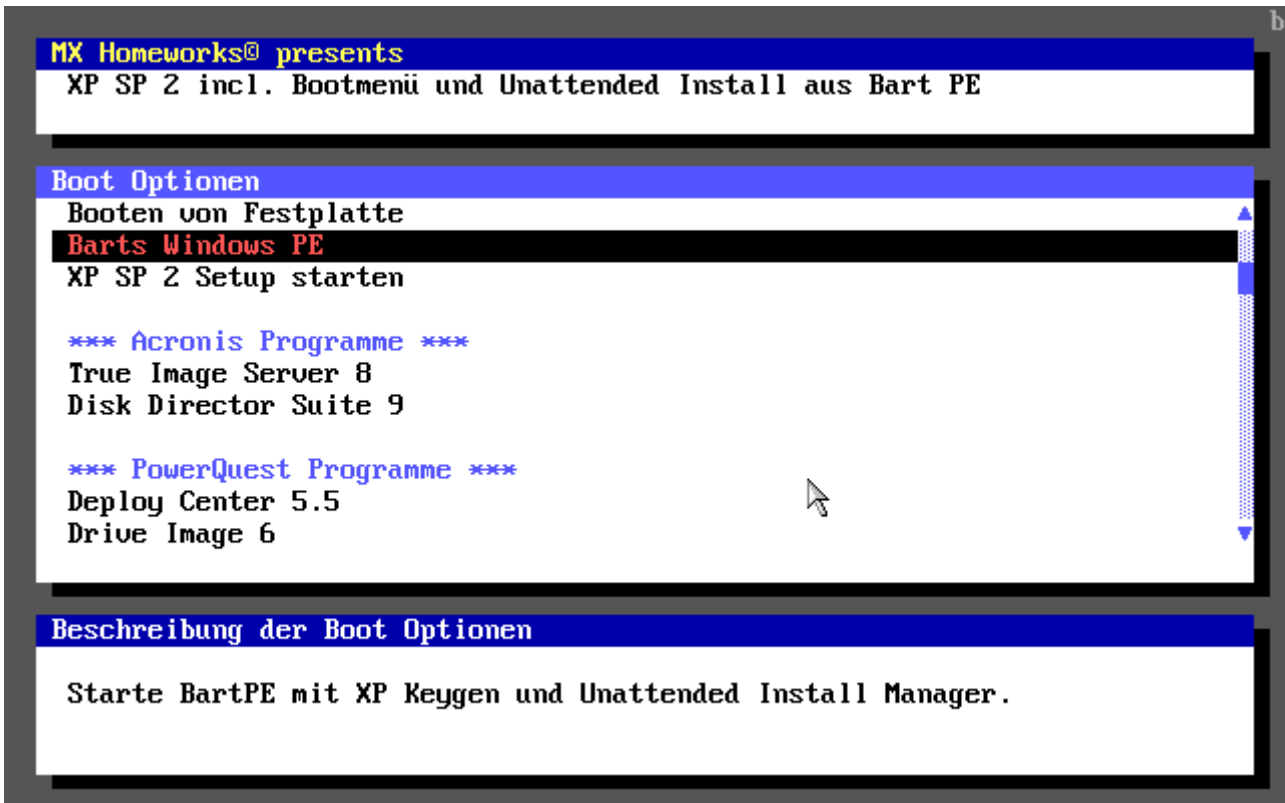 b
MX Homeworks© presents
XP SP 2 incl. Bootmenü und Unattended Install aus Bart PE
Boot Optionen
Booten von Festplatte
Barts Windows PE
XP SP 2 Setup starten
*** Acronis Programme ***
True Image Server 8
Disk Director Suite 9
*** PowerQuest Programme ***
Deploy Center 5.5
Drive Image 6
Beschreibung der Boot Optionen
Starte BartPE mit XP Keygen und Unattended Install Manager.